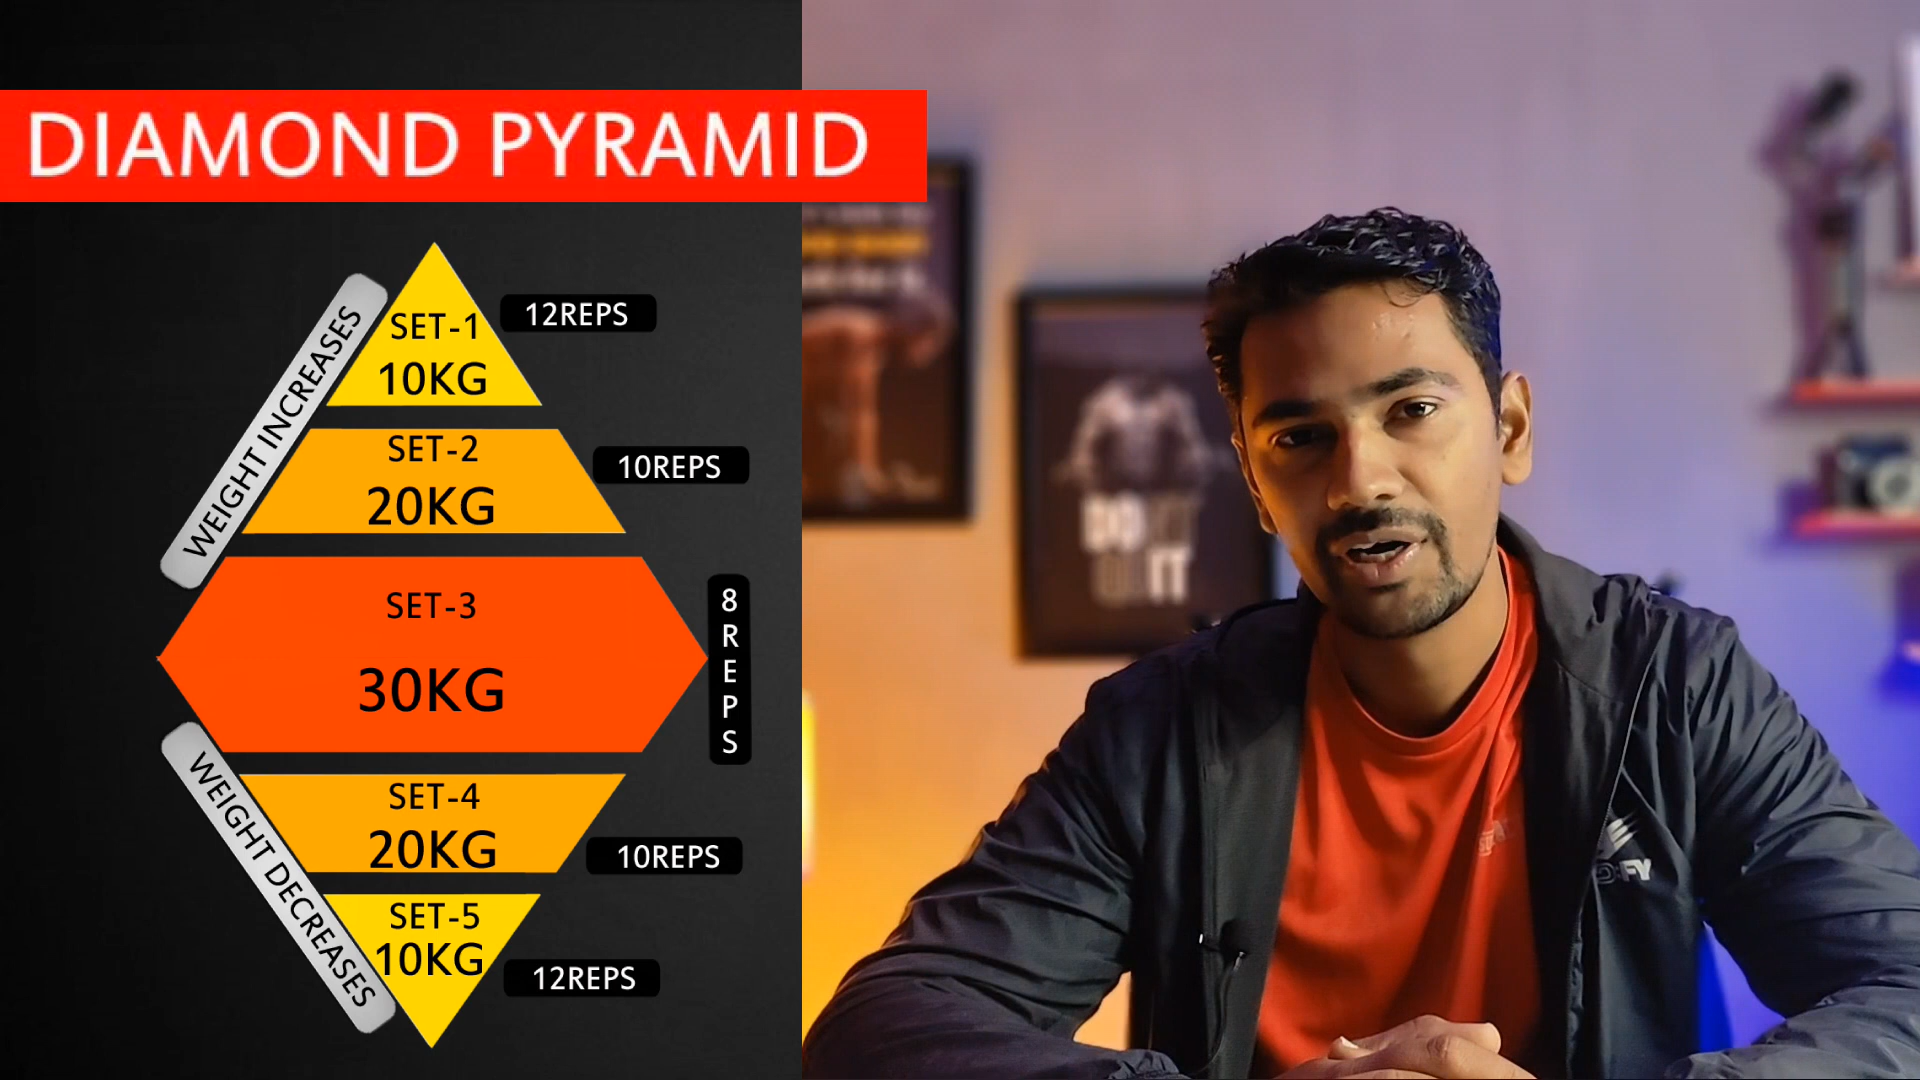 DIAMOND PYRAMID
WEIGHT INCREASES
SET-1
10KG
12REPS
SET-2
20KG
10REPS
SET-3
30KG
8
R
E
P
S
WEIGHT DECREASES
SET-4
20KG
10REPS
SET-5
10KG
12REPS